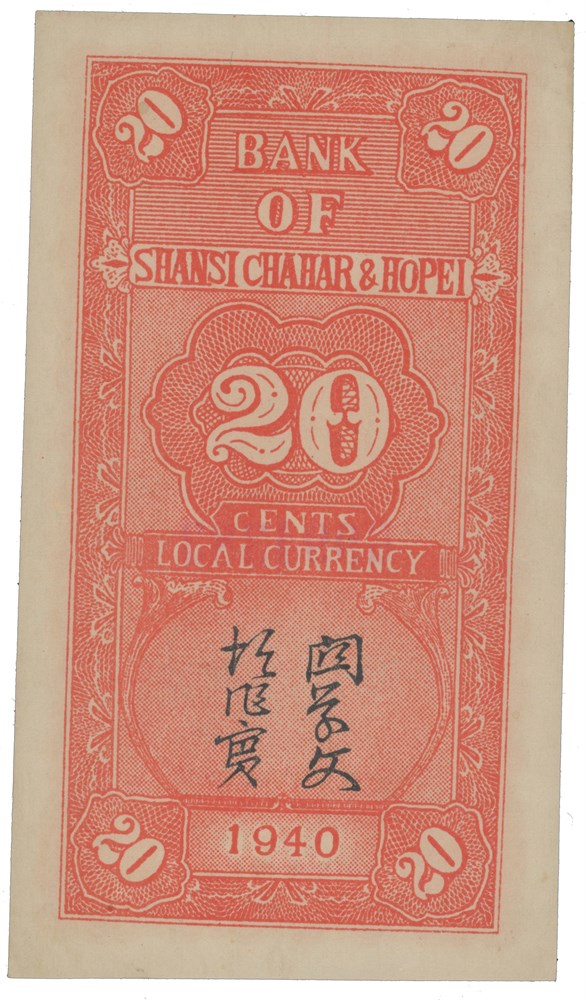 20 20
BANK
OF
SHANSI CHAHAR & HOPEI
20
CENTS
LOCAL CURRENCY
20 1940 20